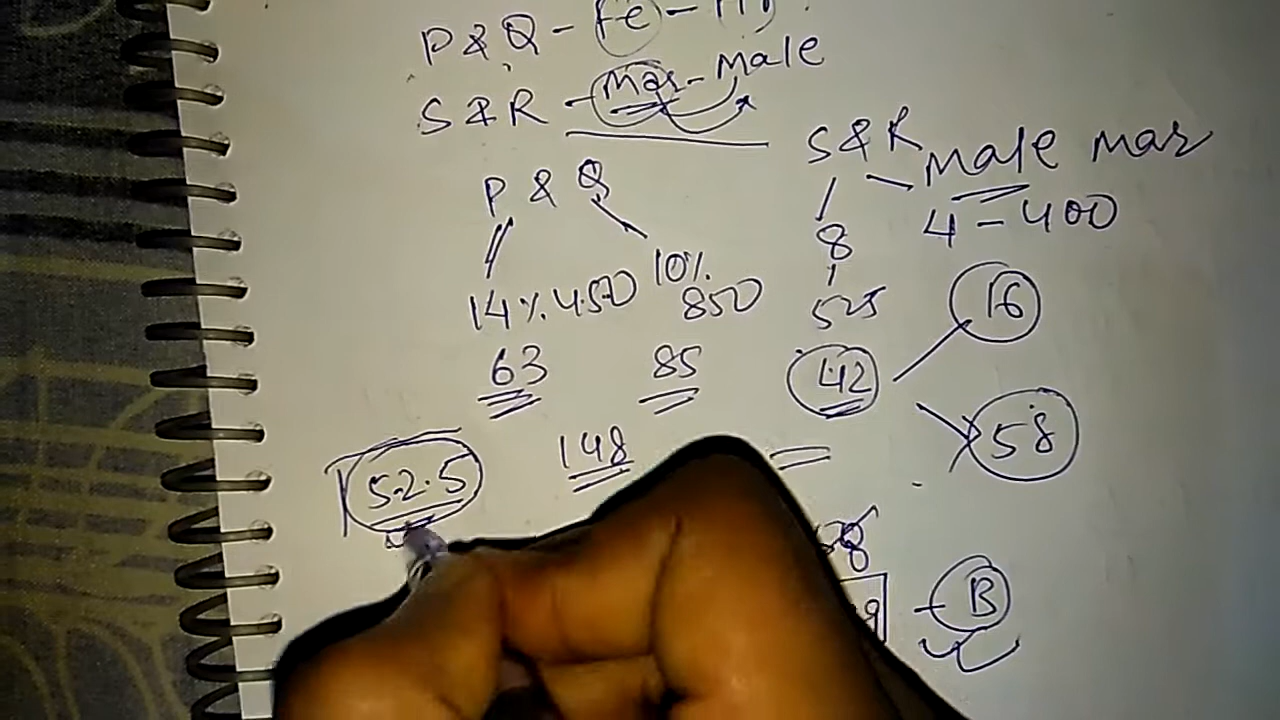 P & Q - Fe -
S & R - Mar - Male
S & R Male Mar
P & Q
8 4 - 400
14%. 450 10%. 850 525
16
63 85 42
148 58
52.5
B